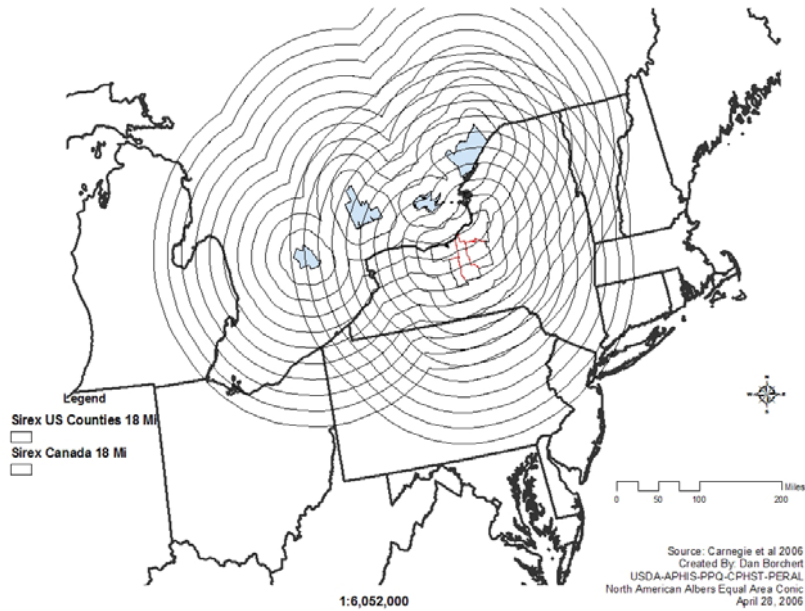 Legend
Sirex US Counties 18 Mi
Sirex Canada 18 Mi
Miles
0 50 100 200
Source: Carnegie et al 2006
Created By: Dan Borchert
USDA-APHIS-PPQ-CPHST-PERAL
North American Albers Equal Area Conic
April 28, 2006
1:6,052,000